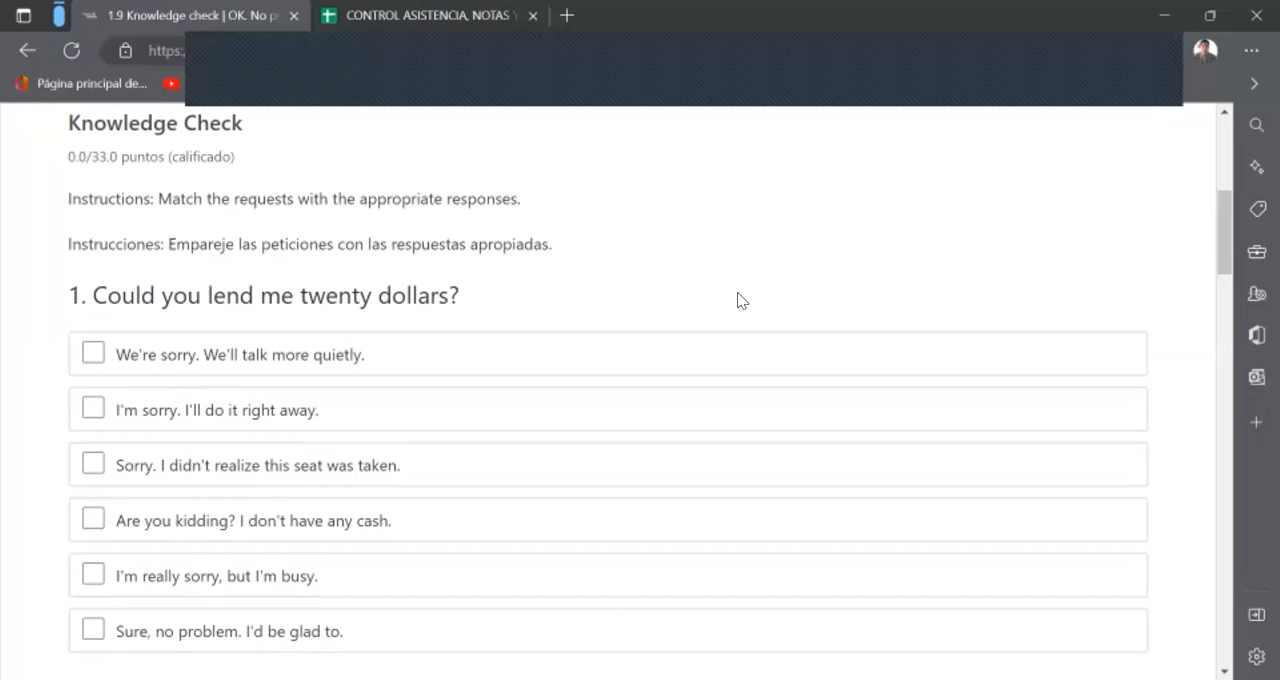 1.9 Knowledge check | OK. No p
CONTROL ASISTENCIA, NOTAS
https:
Página principal de...
Knowledge Check
0.0/33.0 puntos (calificado)
Instructions: Match the requests with the appropriate responses.
Instrucciones: Empareje las peticiones con las respuestas apropiadas.
1. Could you lend me twenty dollars?
We're sorry. We'll talk more quietly.
I'm sorry. I'll do it right away.
Sorry. I didn't realize this seat was taken.
Are you kidding? I don't have any cash.
I'm really sorry, but I'm busy.
Sure, no problem. I'd be glad to.